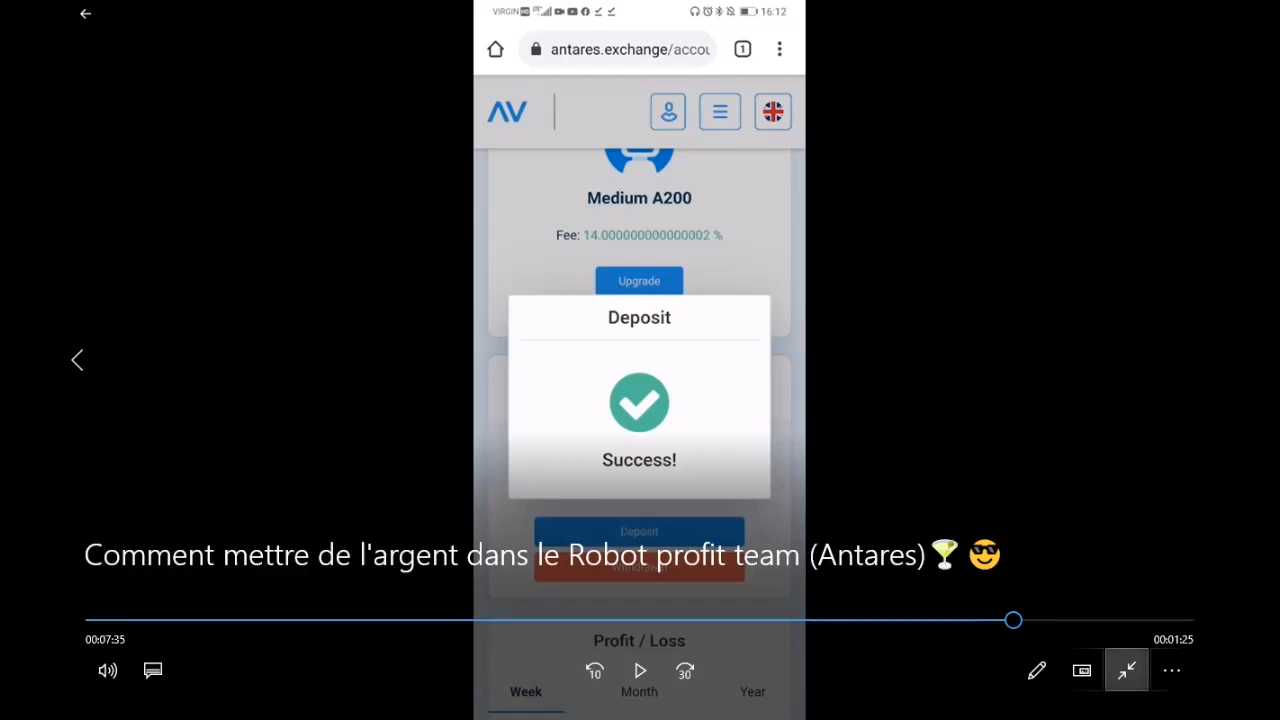 VIRGIN HD 16:12
antares.exchange/accou
1
AV
Medium A200
Fee: 14.000000000000002 %
Upgrade
Deposit
Success!
Deposit
Comment mettre de l'argent dans le Robot profit team (Antares)🍸 😎
Withdrawal
00:07:35
00:01:25
Profit / Loss
10
30
Week Month Year